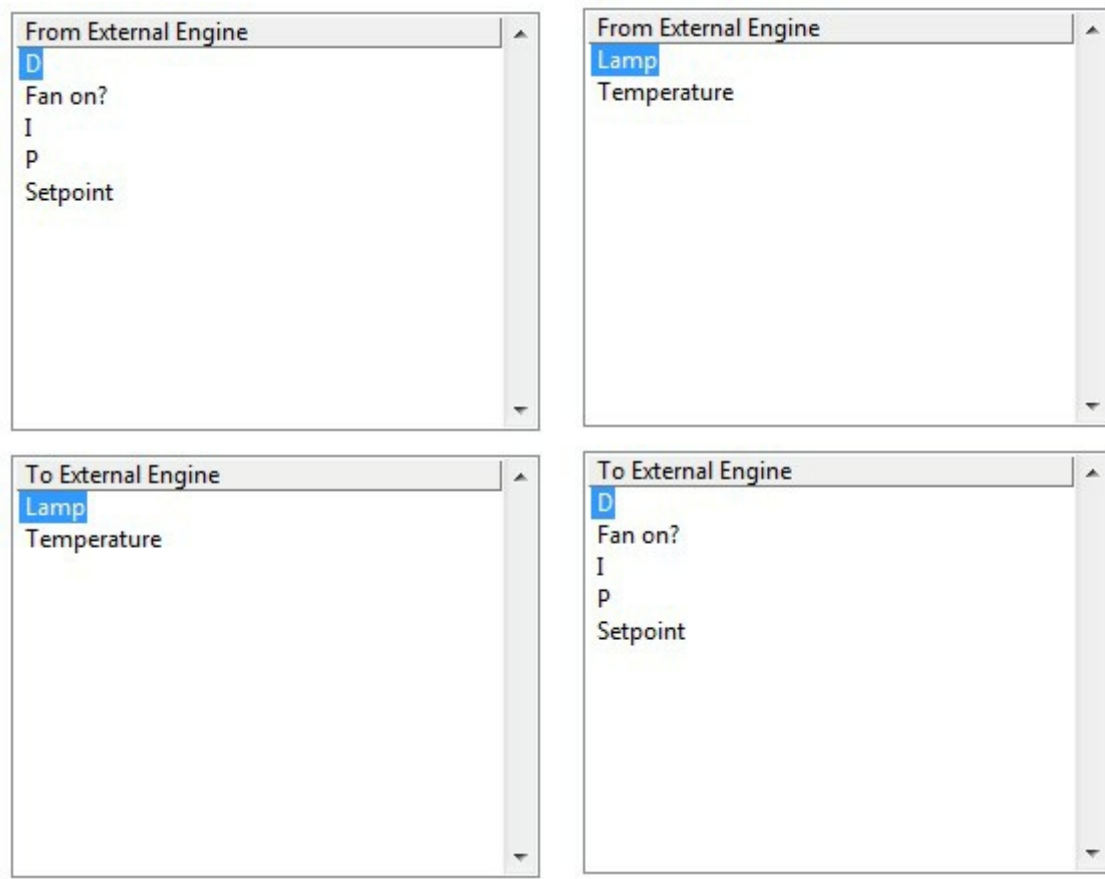 From External Engine
D
Fan on?
I
P
Setpoint
From External Engine
Lamp
Temperature
To External Engine
Lamp
Temperature
To External Engine
D
Fan on?
I
P
Setpoint